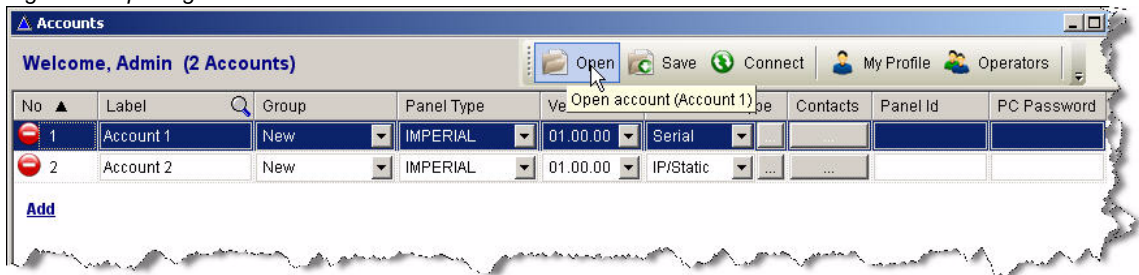 Accounts
Welcome, Admin (2 Accounts)
Open Save Connect My Profile Operators
Open account (Account 1)
No Label Group Panel Type Contacts Panel Id PC Password
1 Account 1 New IMPERIAL 01.00.00 Serial ... ...
2 Account 2 New IMPERIAL 01.00.00 IP/Static ... ...
Add